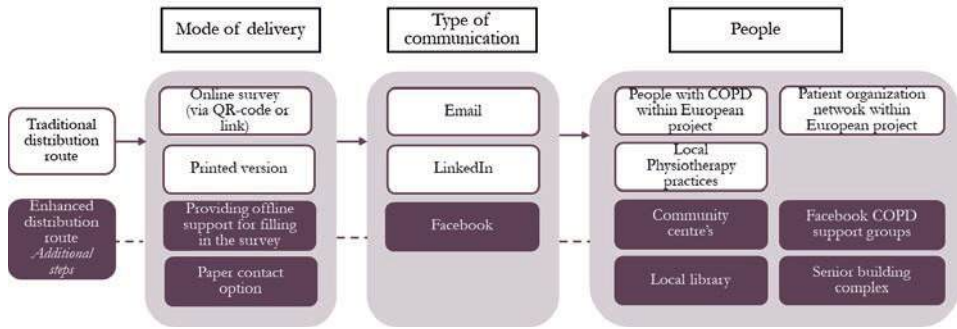 Mode of delivery
Type of
communication
People
Traditional
distribution
route
Online survey
(via QR-code or
link)
Printed version
Email
LinkedIn
People with COPD
within European
project
Patient organization
network within
European project
Local
Physiotherapy
practices
Enhanced
distribution
route
Additional
steps
Providing offline
support for filling
in the survey
Paper contact
option
Facebook
Community
centre's
Facebook COPD
support groups
Local library
Senior building
complex